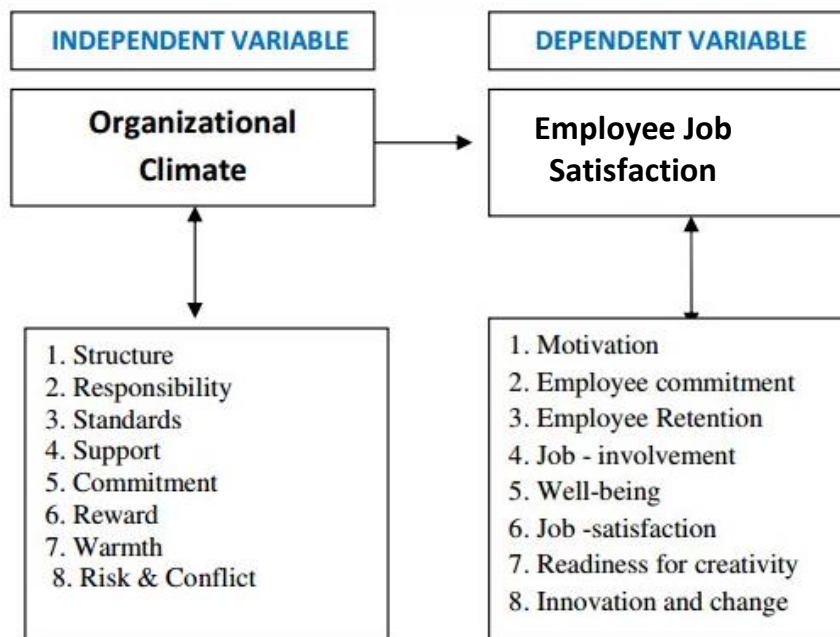 INDEPENDENT VARIABLE
Organizational
Climate
1. Structure
2. Responsibility
3. Standards
4. Support
5. Commitment
6. Reward
7. Warmth
8. Risk & Conflict
DEPENDENT VARIABLE
Employee Job
Satisfaction
1. Motivation
2. Employee commitment
3. Employee Retention
4. Job - involvement
5. Well-being
6. Job -satisfaction
7. Readiness for creativity
8. Innovation and change